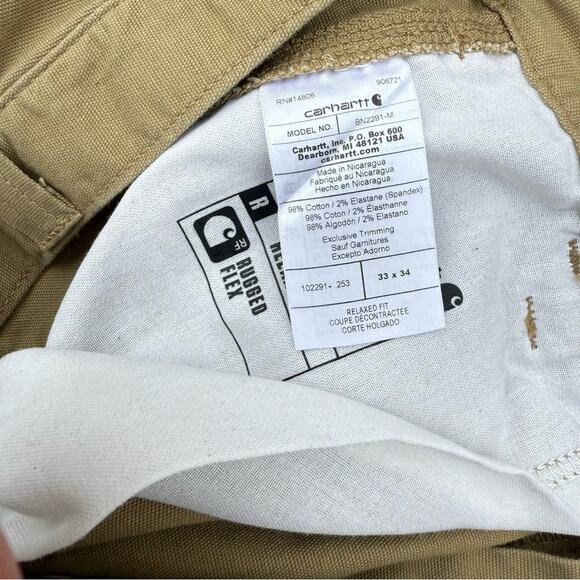 RN#14806 906721
carhartt
MODEL NO. BN2291-M
Carhartt, Inc. P.O. Box 600
Dearborn, MI 48121 USA
carhartt.com
Made in Nicaragua
Fabriqué au Nicaragua
Hecho en Nicaragua
98% Cotton / 2% Elastane (Spandex)
98% Coton / 2% Élasthanne
98% Algodón / 2% Elastano
Exclusive Trimming
Sauf Garnitures
Excepto Adorno
102291- 253 33 x 34
RELAXED FIT
COUPE DÉCONTRACTÉE
CORTE HOLGADO
RF
RUGGED
FLEX
R